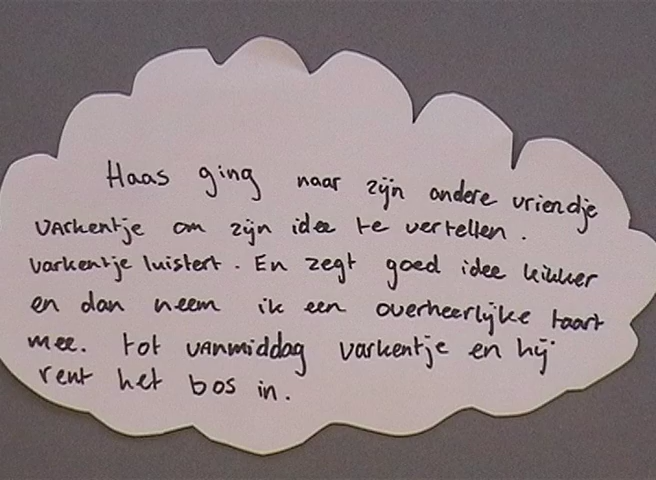 Haas ging naar zijn andere vriendje
varkentje om zijn idee te vertellen.
varkentje luistert. En zegt goed idee kikker
en dan neem ik een overheerlijke taart
mee. tot vanmiddag varkentje en hij
rent het bos in.